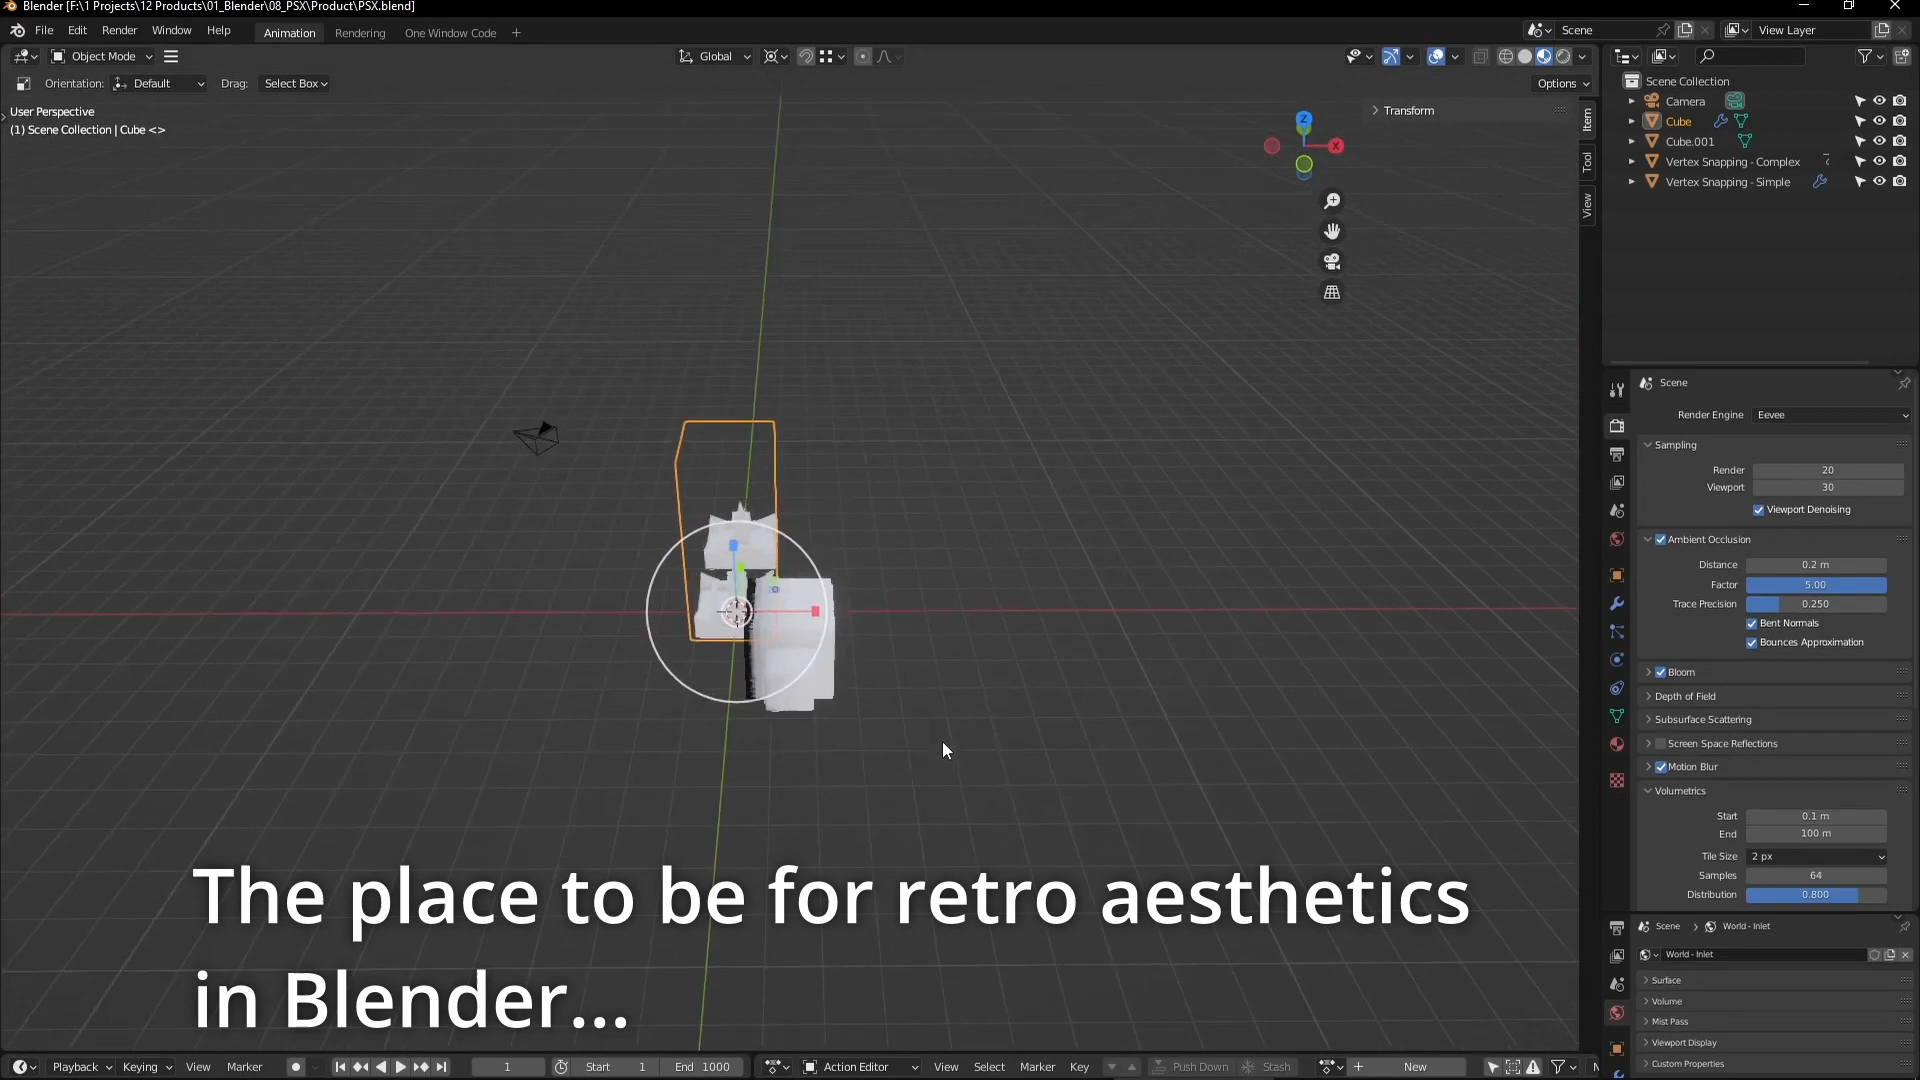 Blender [F:\1 Projects\12 Products\01_Blender\08_PSX\Product\PSX.blend]
File Edit Render Window Help Animation Rendering One Window Code + Scene View Layer
Object Mode Global
Orientation: Default Drag: Select Box Options
User Perspective
(1) Scene Collection | Cube <>
Transform
Z
X
Item
Tool
View
Scene Collection
Camera
Cube
Cube.001
Vertex Snapping - Complex
Vertex Snapping - Simple
Scene
Render Engine Eevee
Sampling
Render 20
Viewport 30
Viewport Denoising
Ambient Occlusion
Distance 0.2 m
Factor 5.00
Trace Precision 0.250
Bent Normals
Bounces Approximation
Bloom
Depth of Field
Subsurface Scattering
Screen Space Reflections
Motion Blur
Volumetrics
Start 0.1 m
End 100 m
Tile Size 2 px
Samples 64
Distribution 0.800
Scene > World - Inlet
World - Inlet
Surface
Volume
Mist Pass
Viewport Display
Custom Properties
The place to be for retro aesthetics
in Blender...
Playback Keying View Marker 1 Start 1 End 1000 Action Editor View Select Marker Key Push Down Stash + New N